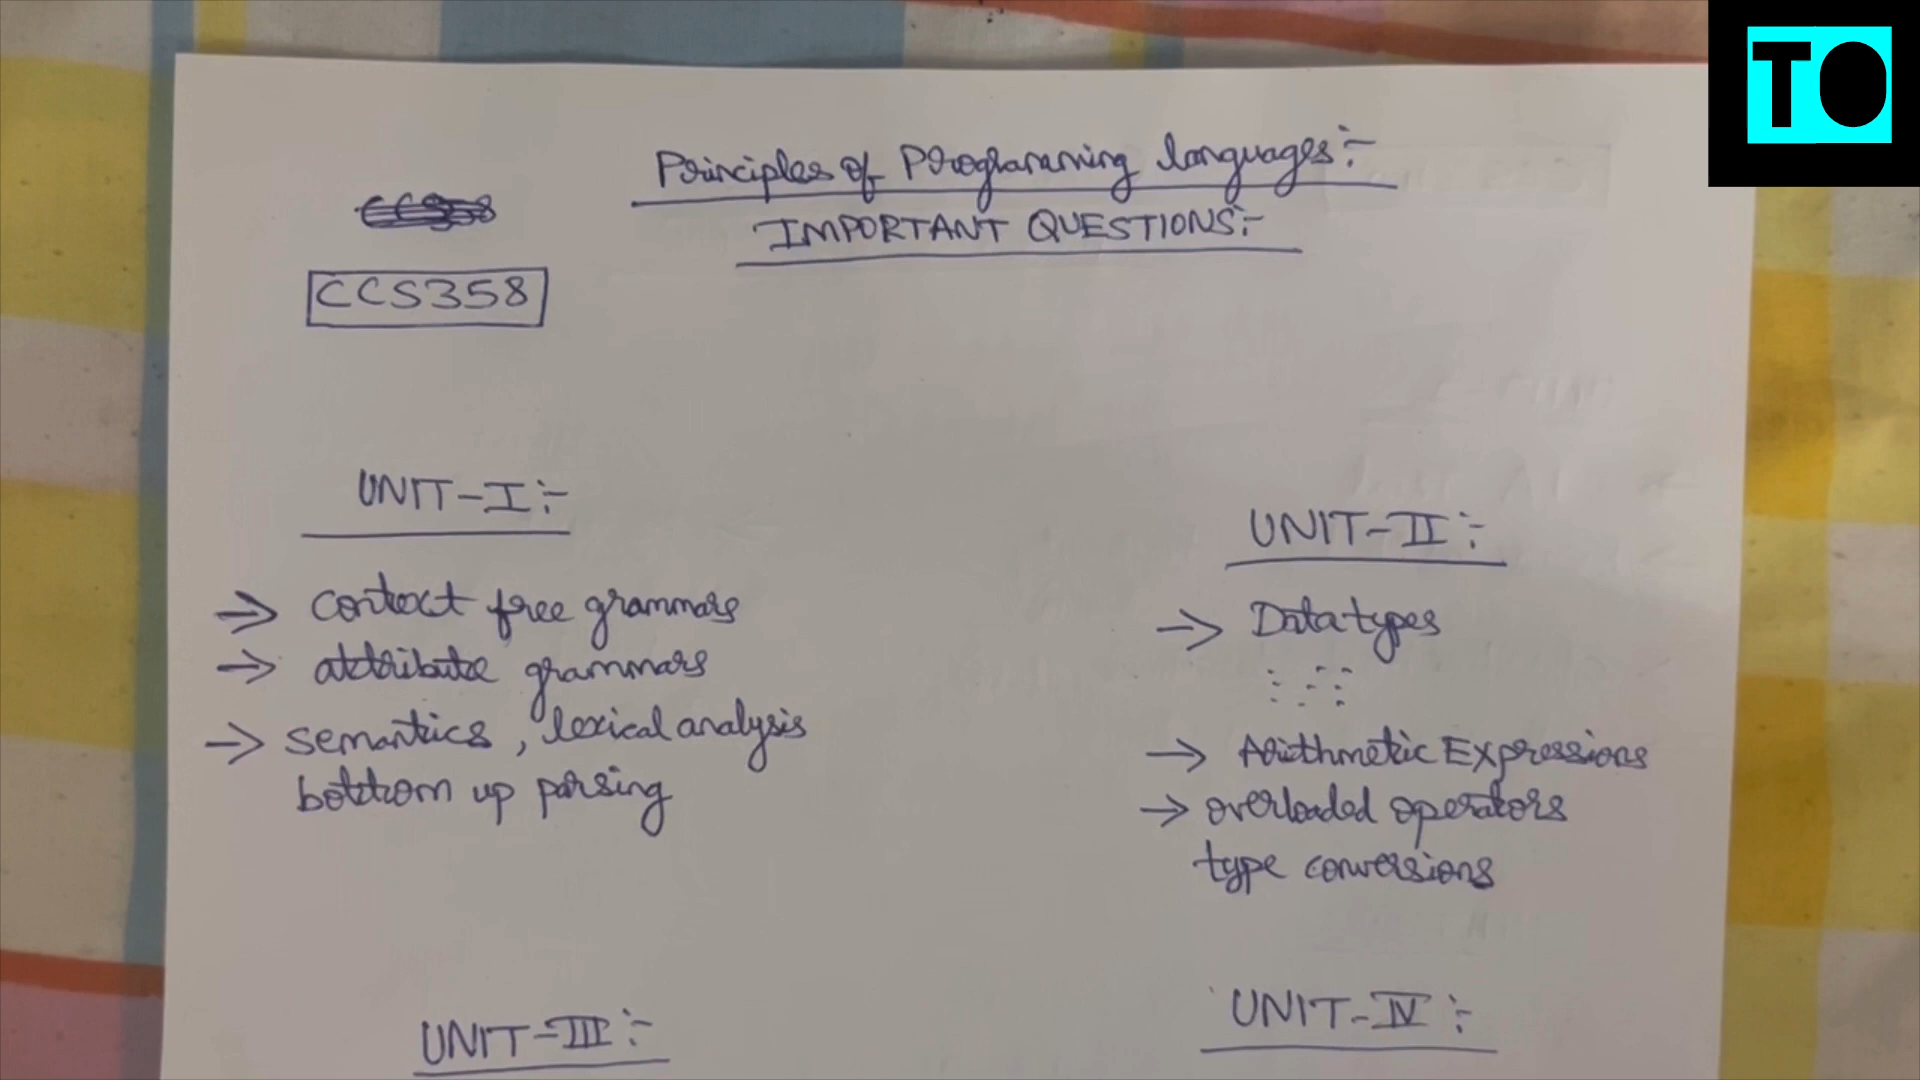 TO
Principles of Programming languages:-
IMPORTANT QUESTIONS:-
CCS358
UNIT-I:-
→ context free grammars
→ attribute grammars
→ semantics, lexical analysis
bottom up parsing
UNIT-II:-
→ Datatypes
→ Arithmetic Expressions
→ overloaded operators
type conversions
UNIT-III:-
UNIT-IV:-